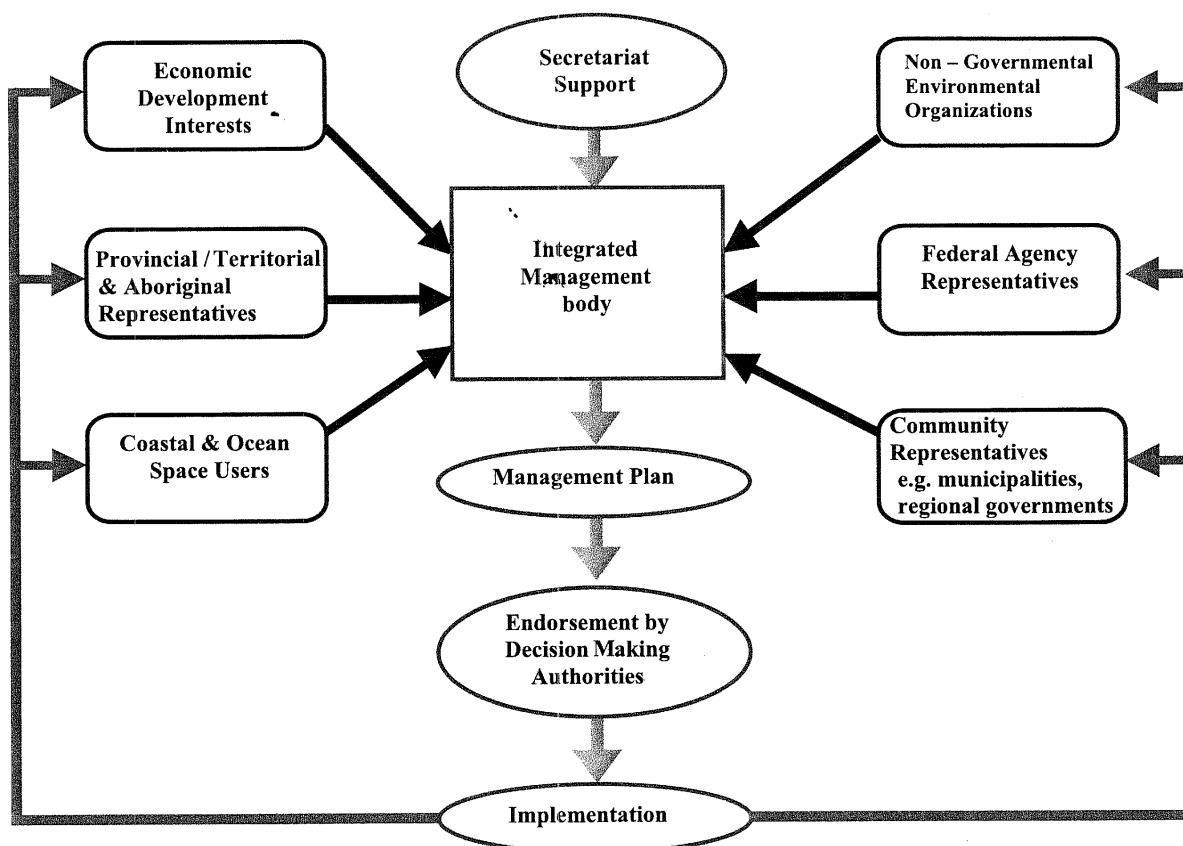 Economic
Development
Interests
Secretariat
Support
Non – Governmental
Environmental
Organizations
Provincial / Territorial
& Aboriginal
Representatives
Integrated
Management
body
Federal Agency
Representatives
Coastal & Ocean
Space Users
Management Plan
Community
Representatives
e.g. municipalities,
regional governments
Endorsement by
Decision Making
Authorities
Implementation